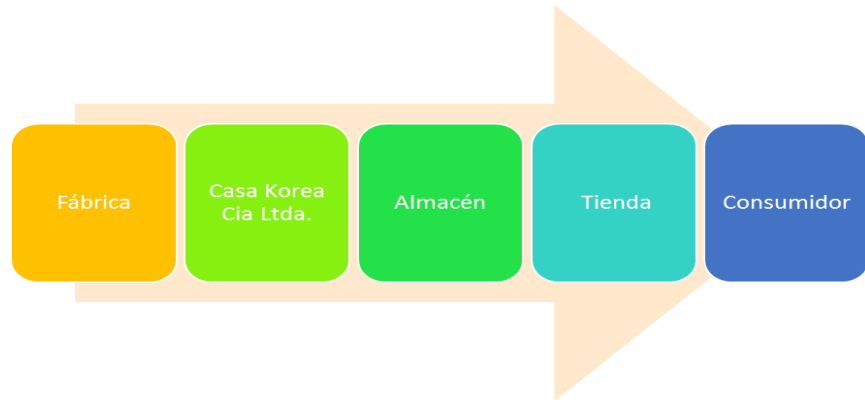 Fábrica
Casa Korea
Cia Ltda.
Almacén
Tienda
Consumidor